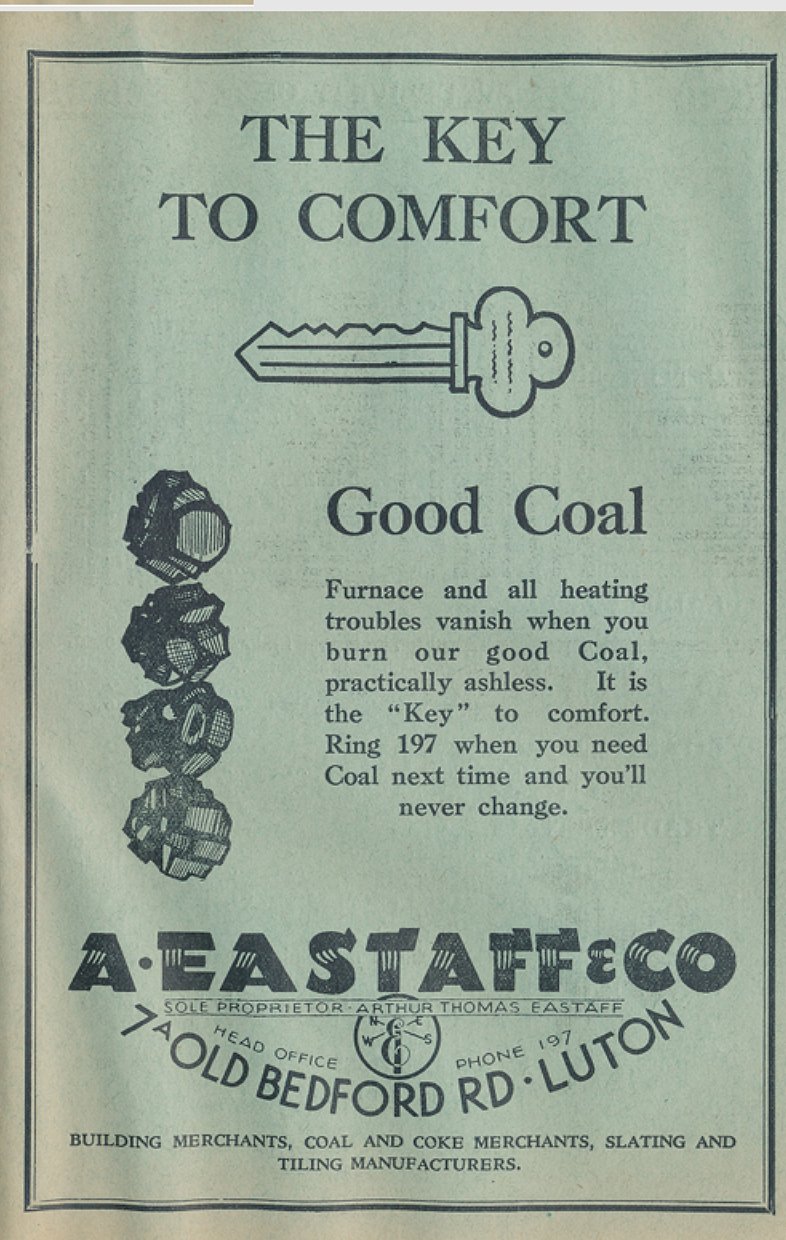 THE KEY
TO COMFORT
Good Coal
Furnace and all heating
troubles vanish when you
burn our good Coal,
practically ashless. It is
the “Key” to comfort.
Ring 197 when you need
Coal next time and you’ll
never change.
A·EASTAFF & CO
SOLE PROPRIETOR·ARTHUR THOMAS EASTAFF
N E
W S
HEAD OFFICE
PHONE 197
7A OLD BEDFORD RD · LUTON
BUILDING MERCHANTS, COAL AND COKE MERCHANTS, SLATING AND
TILING MANUFACTURERS.